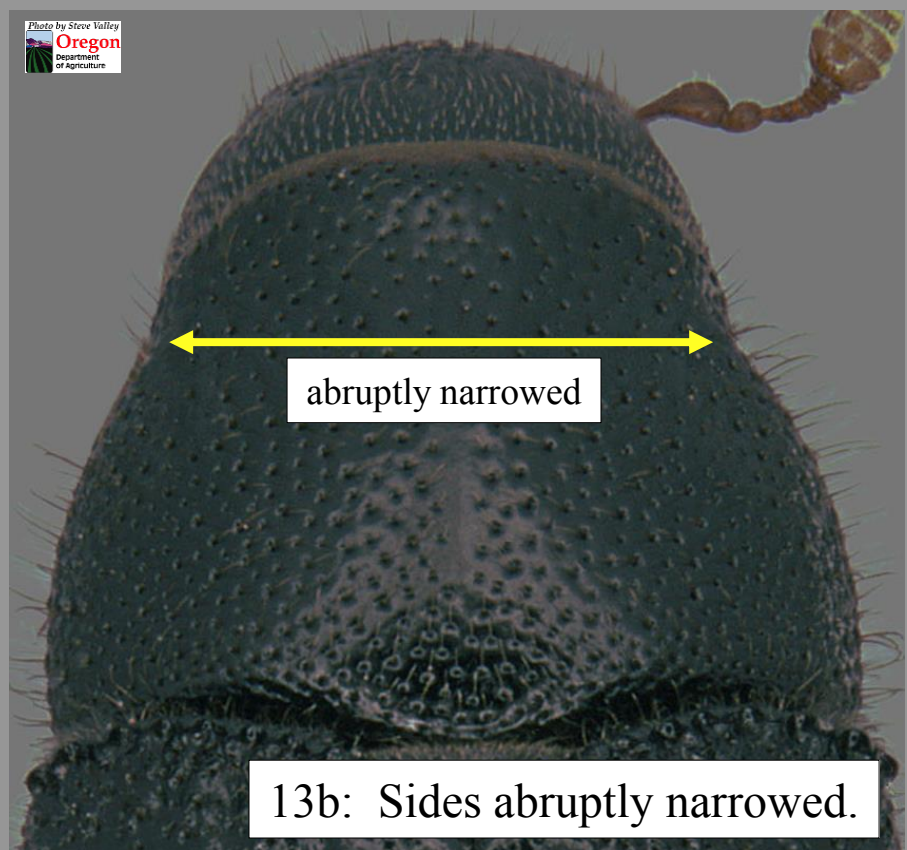 Photo by Steve Valley
Oregon
Department
of Agriculture
abruptly narrowed
13b: Sides abruptly narrowed.